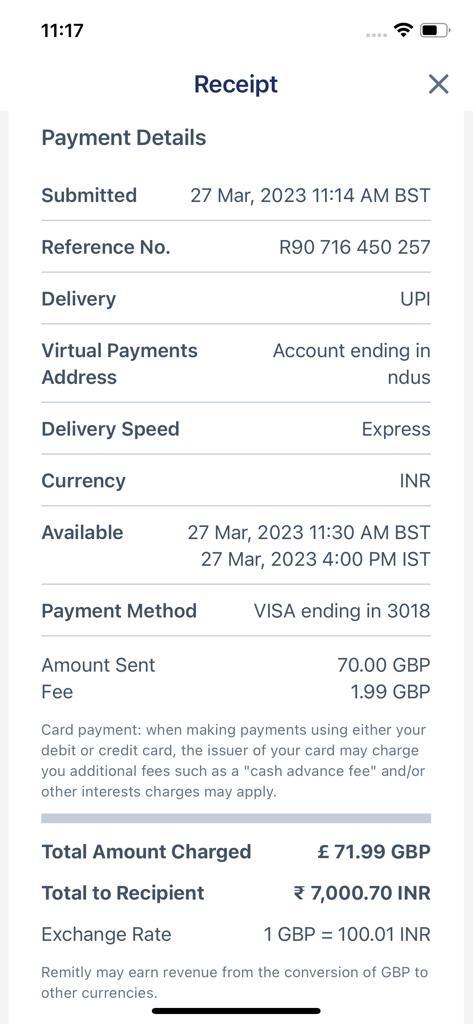 11:17
Receipt
Payment Details
Submitted 27 Mar, 2023 11:14 AM BST
Reference No. R90 716 450 257
Delivery UPI
Virtual Payments Account ending in
Address ndus
Delivery Speed Express
Currency INR
Available 27 Mar, 2023 11:30 AM BST
27 Mar, 2023 4:00 PM IST
Payment Method VISA ending in 3018
Amount Sent 70.00 GBP
Fee 1.99 GBP
Card payment: when making payments using either your
debit or credit card, the issuer of your card may charge
you additional fees such as a "cash advance fee" and/or
other interests charges may apply.
Total Amount Charged £ 71.99 GBP
Total to Recipient ₹ 7,000.70 INR
Exchange Rate 1 GBP = 100.01 INR
Remitly may earn revenue from the conversion of GBP to
other currencies.